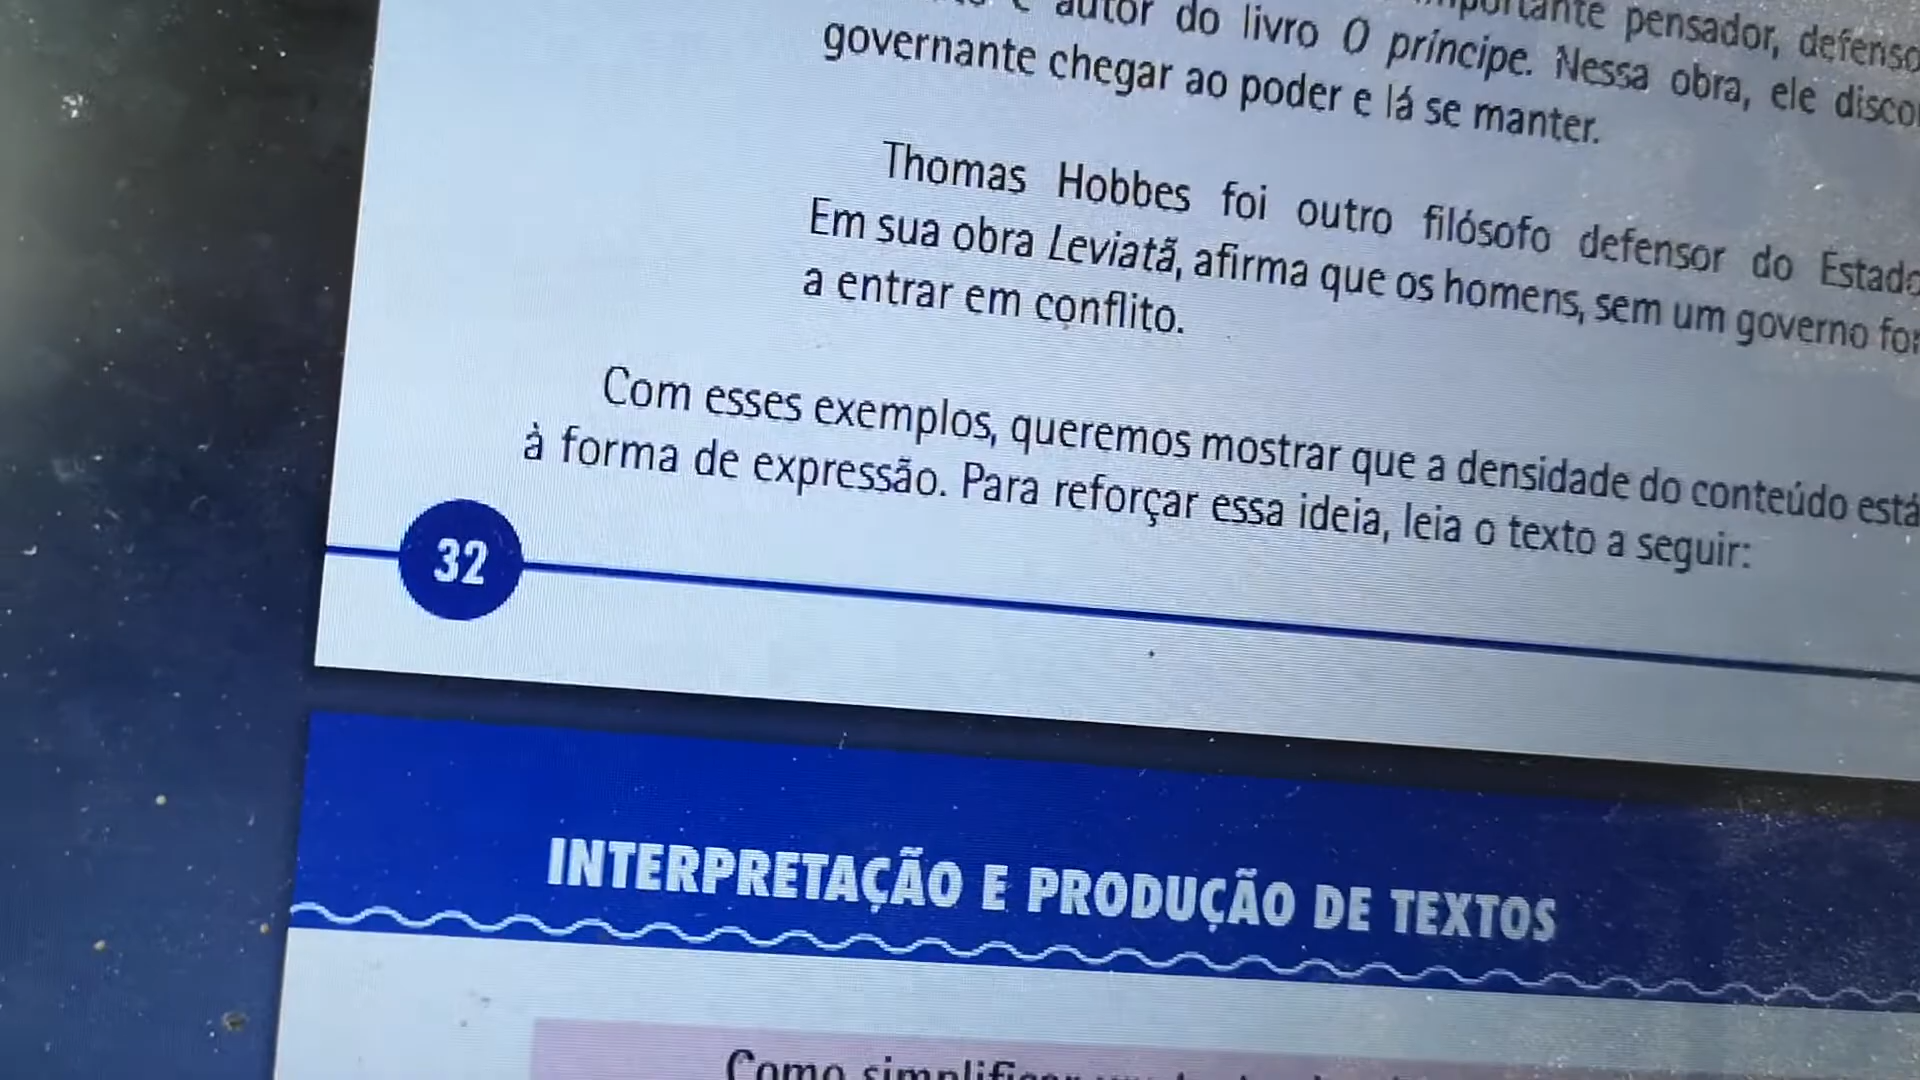 autor do livro O príncipe. Nessa obra, ele
pensador,
governante chegar ao poder e lá se manter.
Thomas Hobbes foi outro filósofo defensor do Estado
Em sua obra Leviatã, afirma que os homens, sem um governo
a entrar em conflito.
Com esses exemplos, queremos mostrar que a densidade do conteúdo está
à forma de expressão. Para reforçar essa ideia, leia o texto a seguir:
32
INTERPRETAÇÃO E PRODUÇÃO DE TEXTOS
Como simplificar